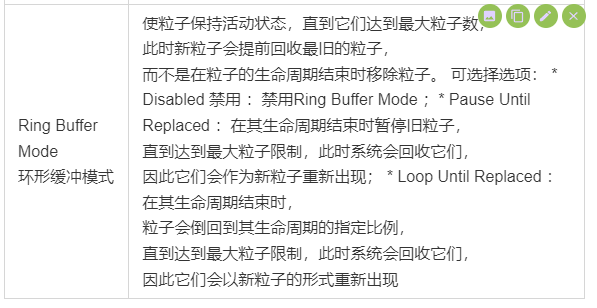 Ring Buffer
Mode
环形缓冲模式
使粒子保持活动状态，直到它们达到最大粒子数，
此时新粒子会提前回收最旧的粒子，
而不是在粒子的生命周期结束时移除粒子。 可选择选项： *
Disabled 禁用 ：禁用Ring Buffer Mode ；* Pause Until
Replaced ：在其生命周期结束时暂停旧粒子，
直到达到最大粒子限制，此时系统会回收它们，
因此它们会作为新粒子重新出现； * Loop Until Replaced ：
在其生命周期结束时，
粒子会倒回到其生命周期的指定比例，
直到达到最大粒子限制，此时系统会回收它们，
因此它们会以新粒子的形式重新出现